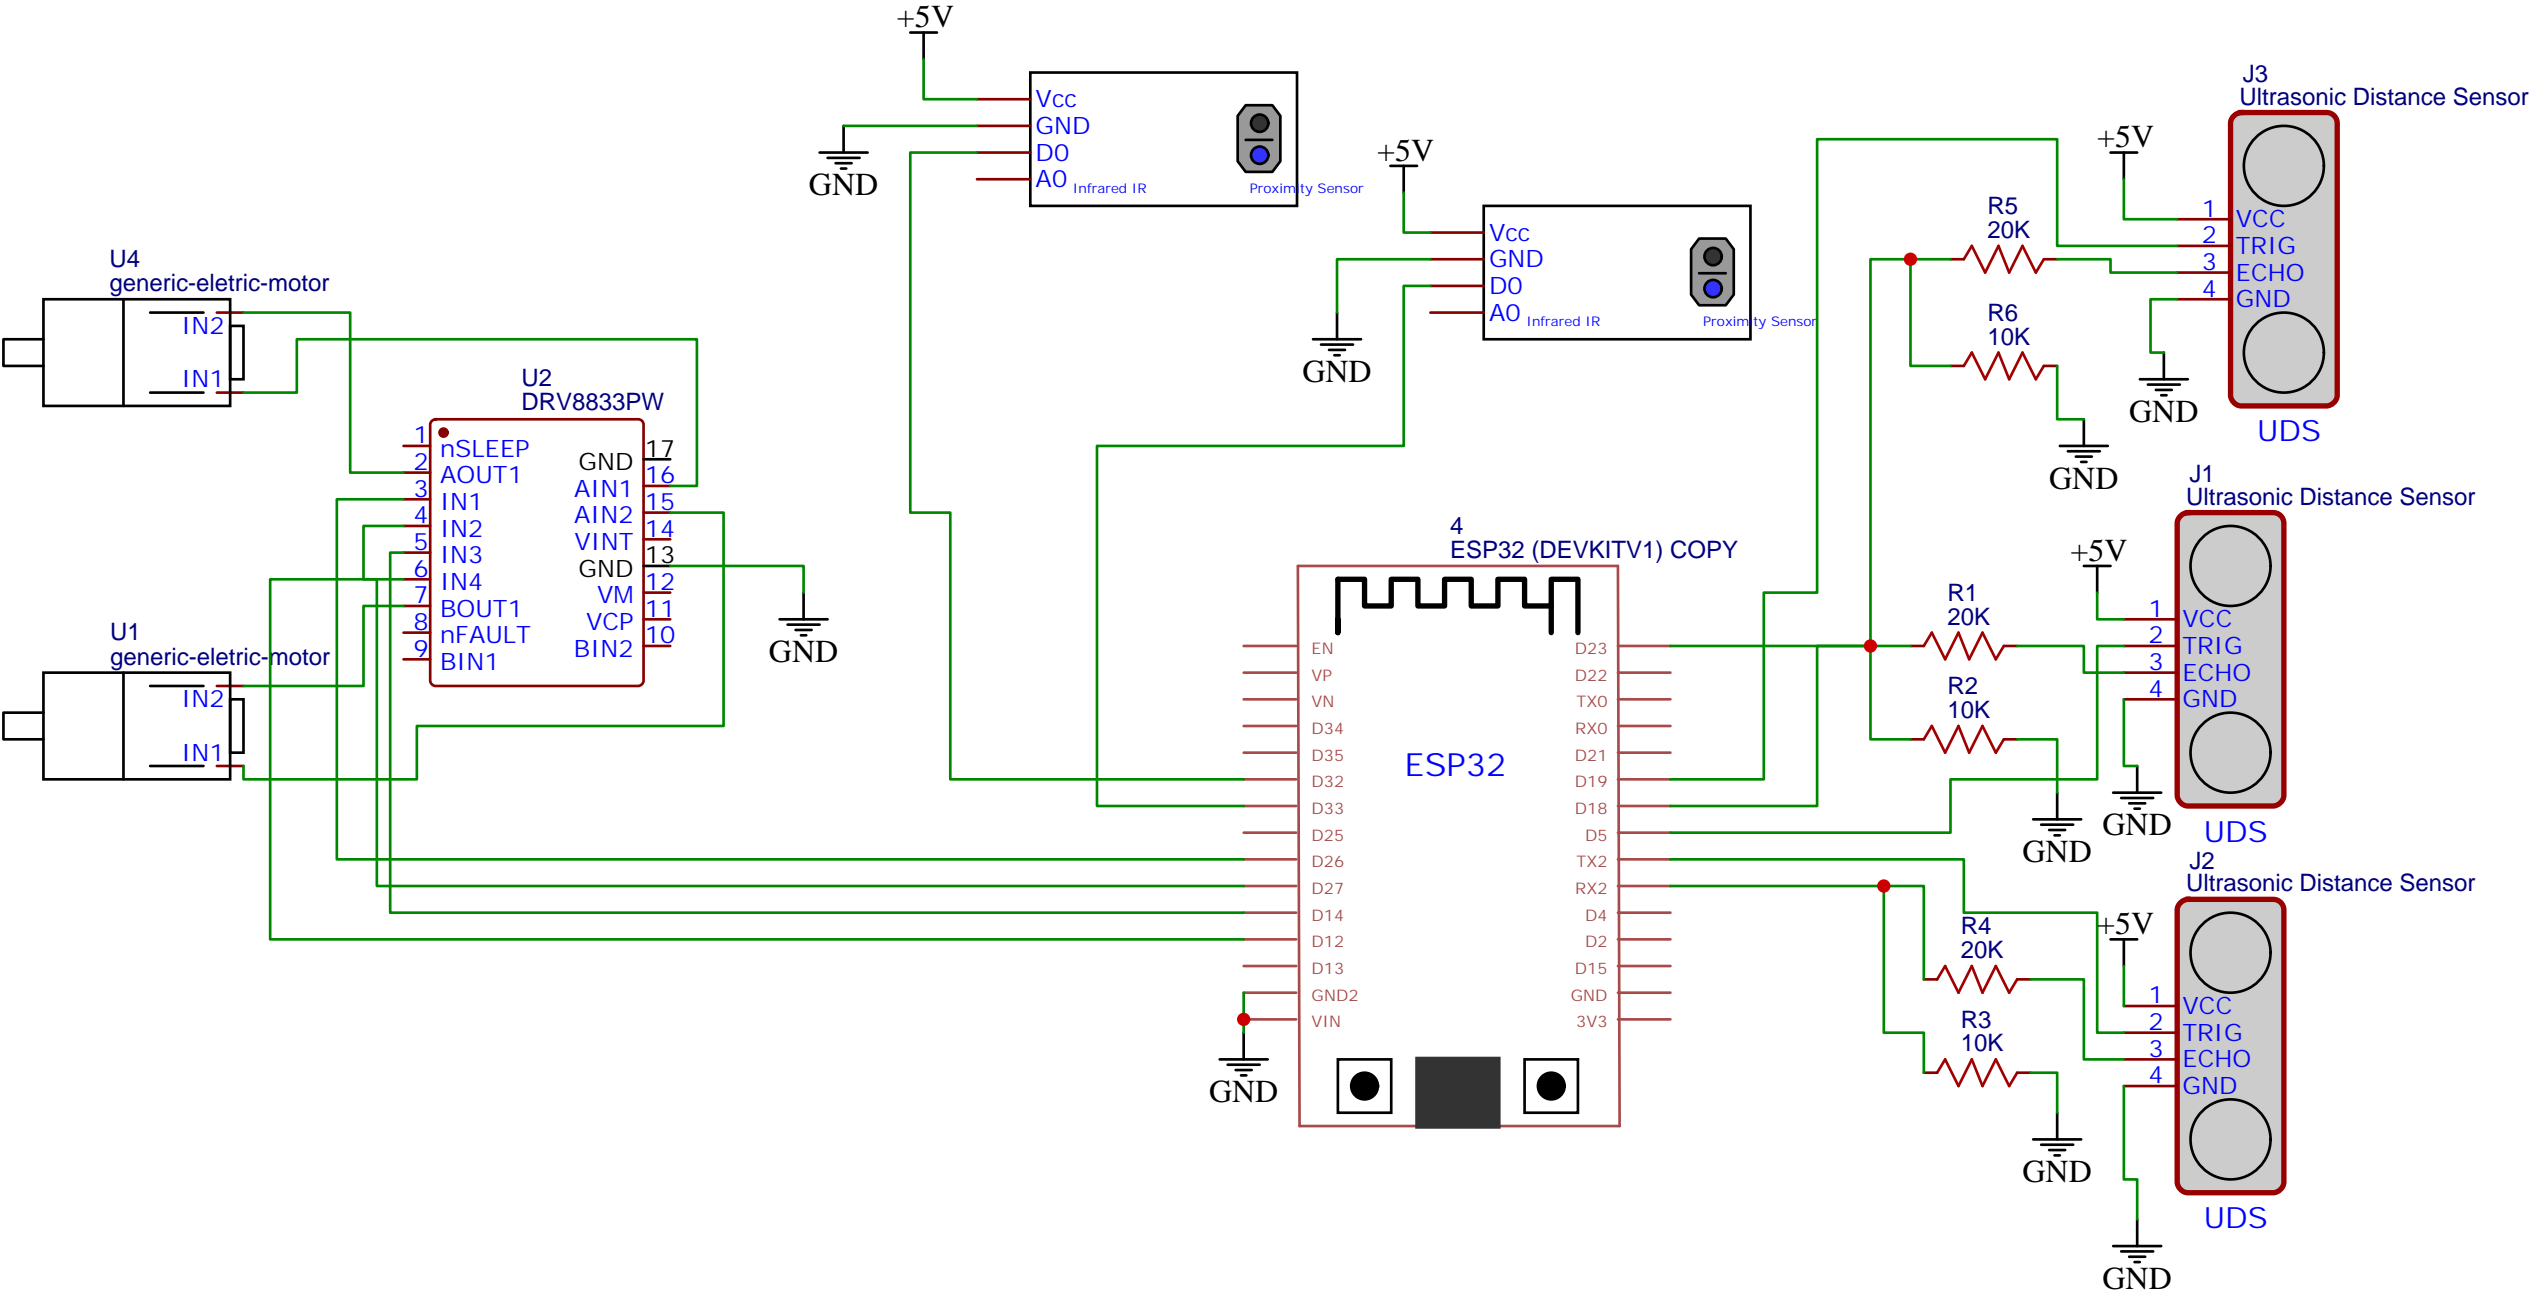 +5V
Vcc
GND
D0
A0
Infrared IR
Proximity Sensor
GND
+5V
Vcc
GND
D0
A0
Infrared IR
Proximity Sensor
GND
J3
Ultrasonic Distance Sensor
+5V
1
VCC
2
TRIG
3
ECHO
4
GND
GND
UDS
R5
20K
R6
10K
GND
U4
generic-eletric-motor
IN2
IN1
U2
DRV8833PW
1
nSLEEP
2
AOUT1
3
IN1
4
IN2
5
IN3
6
IN4
7
BOUT1
8
nFAULT
9
BIN1
17
GND
16
AIN1
15
AIN2
14
VINT
13
GND
12
VM
11
VCP
10
BIN2
GND
U1
generic-eletric-motor
IN2
IN1
4
ESP32 (DEVKITV1) COPY
ESP32
EN
VP
VN
D34
D35
D32
D33
D25
D26
D27
D14
D12
D13
GND2
VIN
D23
D22
TX0
RX0
D21
D19
D18
D5
TX2
RX2
D4
D2
D15
GND
3V3
GND
J1
Ultrasonic Distance Sensor
+5V
1
VCC
2
TRIG
3
ECHO
4
GND
GND
UDS
R1
20K
R2
10K
GND
J2
Ultrasonic Distance Sensor
+5V
1
VCC
2
TRIG
3
ECHO
4
GND
GND
UDS
R4
20K
R3
10K
GND